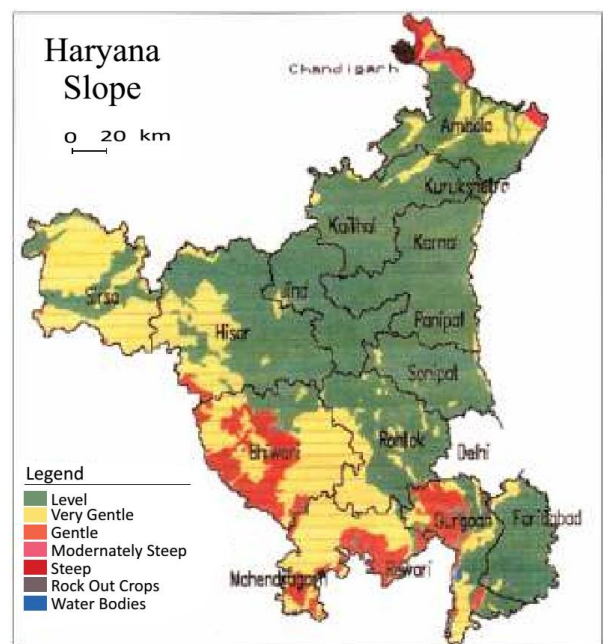 Haryana
Slope
0 20 km
Chandigarh
Ambala
Kurukshetra
Kaithal
Karnal
Sirsa
Jind
Hisar
Panipat
Sonipat
Bhiwani
Rohtak
Delhi
Gurgaon
Faridabad
Mahendragarh
Rewari
Legend
Level
Very Gentle
Gentle
Modernately Steep
Steep
Rock Out Crops
Water Bodies